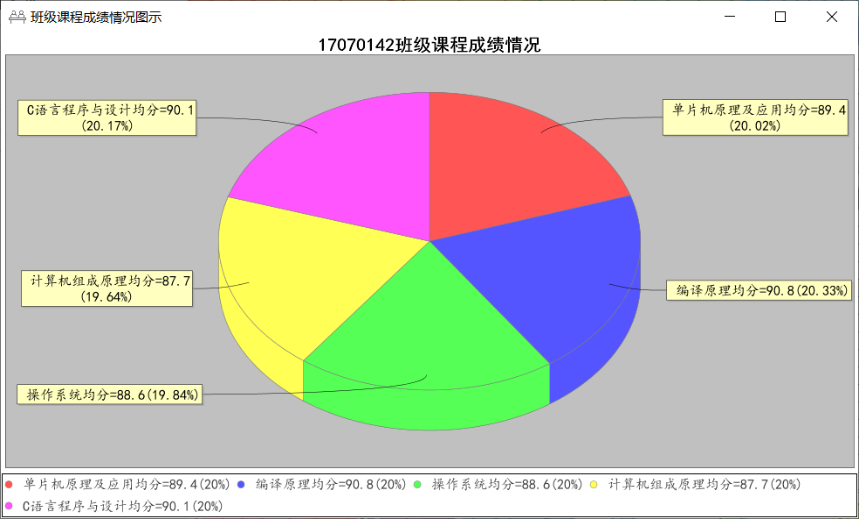 班级课程成绩情况图示
17070142班级课程成绩情况
C语言程序与设计均分=90.1
(20.17%)
单片机原理及应用均分=89.4
(20.02%)
计算机组成原理均分=87.7
(19.64%)
编译原理均分=90.8(20.33%)
操作系统均分=88.6(19.84%)
单片机原理及应用均分=89.4(20%) 编译原理均分=90.8(20%) 操作系统均分=88.6(20%) 计算机组成原理均分=87.7(20%)
C语言程序与设计均分=90.1(20%)